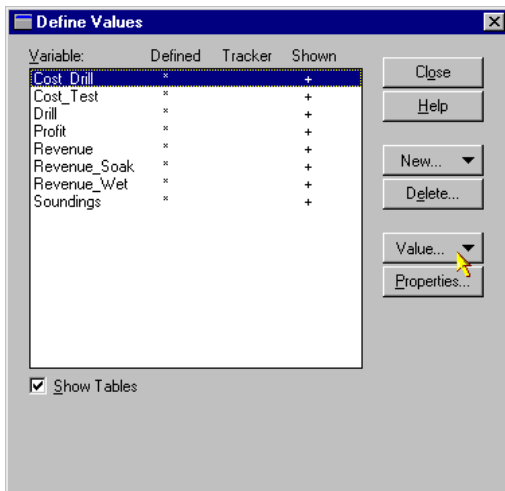 Define Values
Variable: Defined Tracker Shown
Cost_Drill * +
Cost_Test * +
Drill * +
Profit * +
Revenue * +
Revenue_Soak * +
Revenue_Wet * +
Soundings * +
Close
Help
New...
Delete...
Value...
Properties...
Show Tables